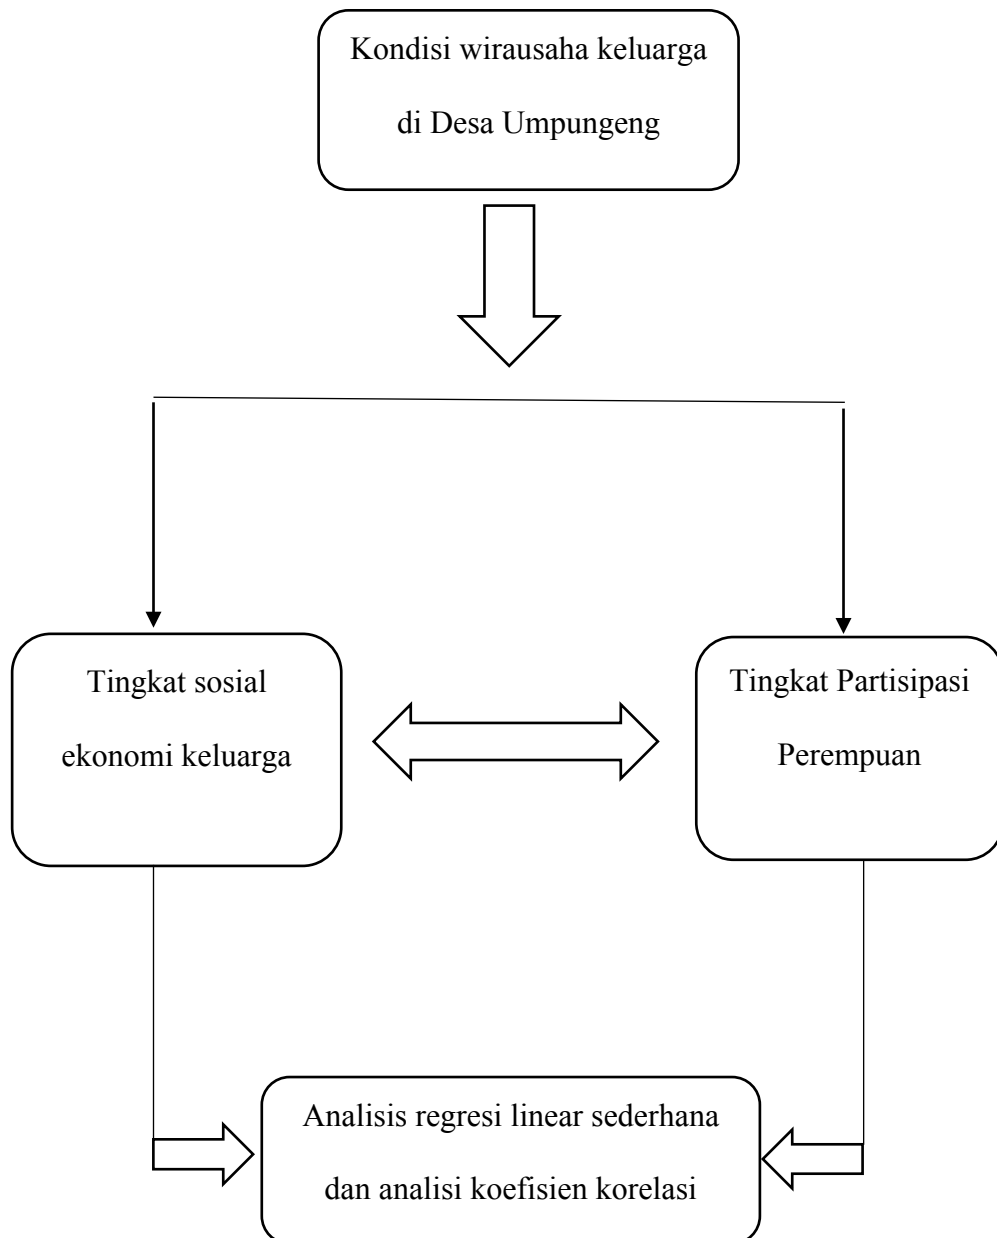 Kondisi wirausaha keluarga
di Desa Umpungeng
Tingkat sosial
ekonomi keluarga
Tingkat Partisipasi
Perempuan
Analisis regresi linear sederhana
dan analisi koefisien korelasi